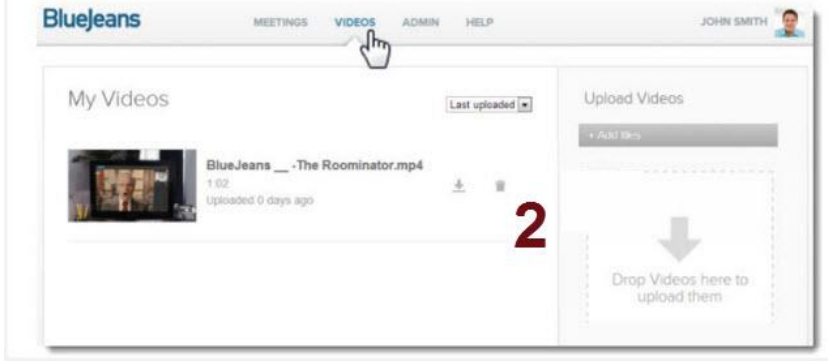 BlueJeans
MEETINGS VIDEOS ADMIN HELP
JOHN SMITH
My Videos
Last uploaded
Upload Videos
+ Add files
BlueJeans __ -The Roominator.mp4
1:02
Uploaded 0 days ago
2
Drop Videos here to
upload them